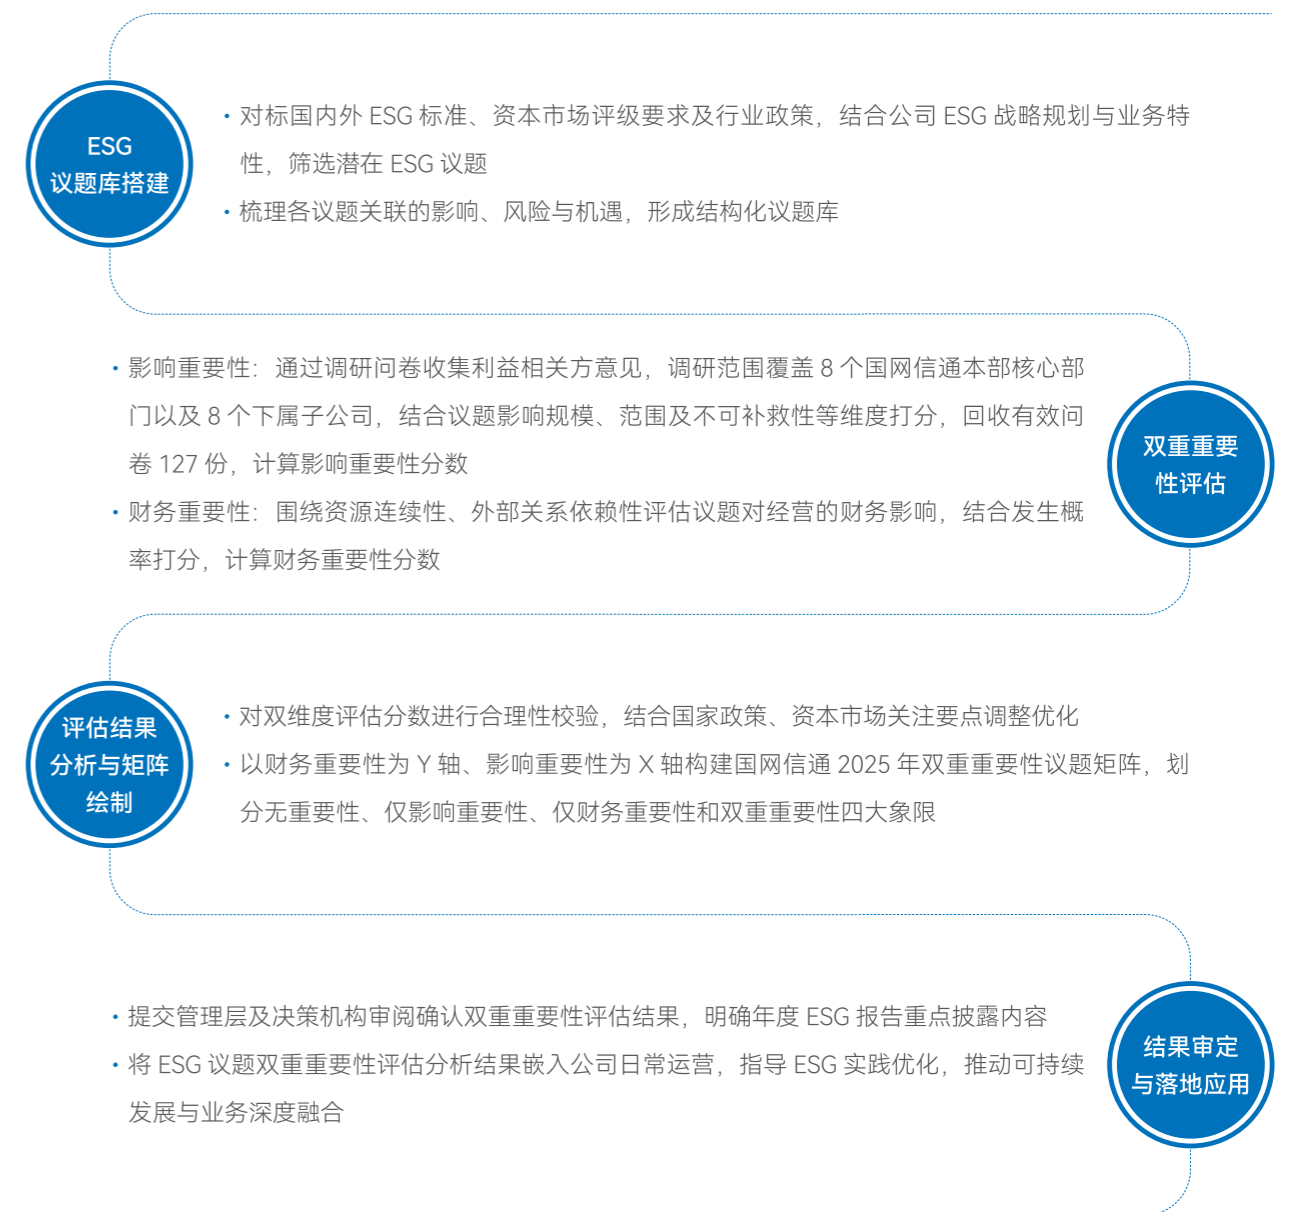 ESG
议题库搭建
• 对标国内外 ESG 标准、资本市场评级要求及行业政策，结合公司 ESG 战略规划与业务特
性，筛选潜在 ESG 议题
• 梳理各议题关联的影响、风险与机遇，形成结构化议题库
• 影响重要性：通过调研问卷收集利益相关方意见，调研范围覆盖 8 个国网信通本部核心部
门以及 8 个下属子公司，结合议题影响规模、范围及不可补救性等维度打分，回收有效问
卷 127 份，计算影响重要性分数
• 财务重要性：围绕资源连续性、外部关系依赖性评估议题对经营的财务影响，结合发生概
率打分，计算财务重要性分数
双重重要
性评估
评估结果
分析与矩阵
绘制
• 对双维度评估分数进行合理性校验，结合国家政策、资本市场关注要点调整优化
• 以财务重要性为 Y 轴、影响重要性为 X 轴构建国网信通 2025 年双重重要性议题矩阵，划
分无重要性、仅影响重要性、仅财务重要性和双重重要性四大象限
• 提交管理层及决策机构审阅确认双重重要性评估结果，明确年度 ESG 报告重点披露内容
• 将 ESG 议题双重重要性评估分析结果嵌入公司日常运营，指导 ESG 实践优化，推动可持续
发展与业务深度融合
结果审定
与落地应用